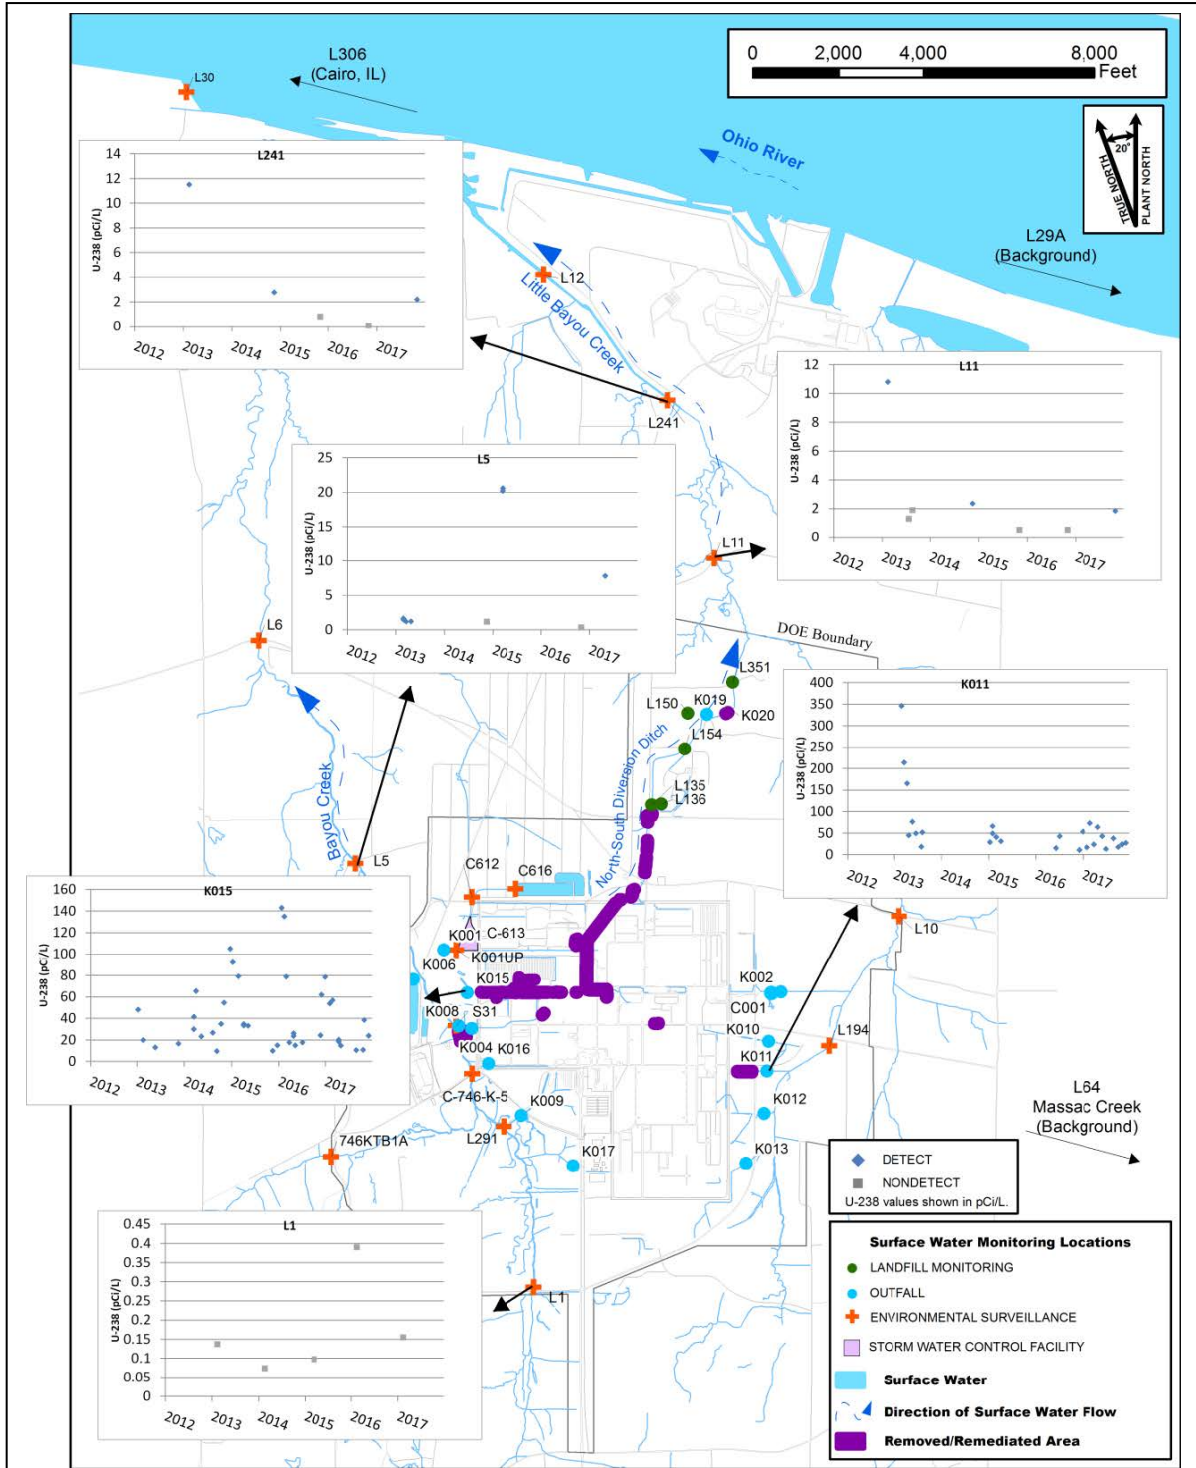 L306
(Cairo, IL)
L30
0 2,000 4,000 8,000
Feet
20°
TRUE NORTH
PLANT NORTH
Ohio River
L29A
(Background)
L241
U-238 (pCi/L)
14
12
10
8
6
4
2
0
2012 2013 2014 2015 2016 2017
L12
Little Bayou Creek
L241
L11
U-238 (pCi/L)
12
10
8
6
4
2
0
2012 2013 2014 2015 2016 2017
L5
U-238 (pCi/L)
25
20
15
10
5
0
2012 2013 2014 2015 2016 2017
L11
L6
DOE Boundary
L351
L150
K019
K020
L154
North-South Diversion Ditch
L135
L136
K011
U-238 (pCi/L)
400
350
300
250
200
150
100
50
0
2012 2013 2014 2015 2016 2017
Bayou Creek
L5
C612
C616
L10
K015
U-238 (pC/L)
160
140
120
100
80
60
40
20
0
2012 2013 2014 2015 2016 2017
K001
C-613
K006
K001UP
K015
K008
S31
K004
K016
C-746-K-5
K009
L291
K017
746KTB1A
K002
C001
K010
L194
K011
K012
K013
L64
Massac Creek
(Background)
DETECT
NONDETECT
U-238 values shown in pCi/L.
L1
U-238 (pCi/L)
0.45
0.4
0.35
0.3
0.25
0.2
0.15
0.1
0.05
0
2012 2013 2014 2015 2016 2017
L1
Surface Water Monitoring Locations
LANDFILL MONITORING
OUTFALL
ENVIRONMENTAL SURVEILLANCE
STORM WATER CONTROL FACILITY
Surface Water
Direction of Surface Water Flow
Removed/Remediated Area